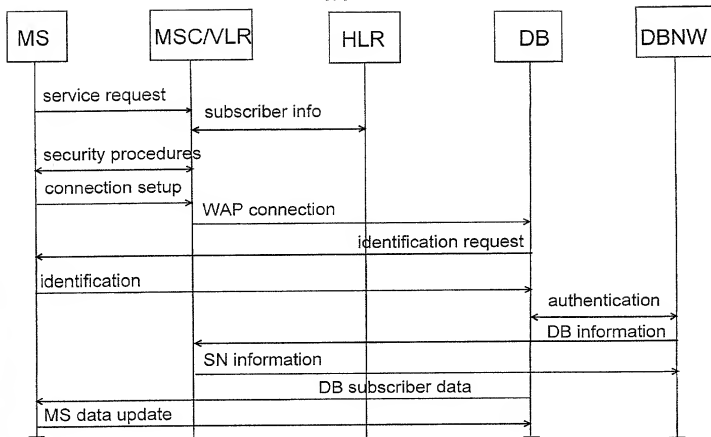 MS MSC/VLR HLR DB DBNW
service request
subscriber info
security procedures
connection setup
WAP connection
identification request
identification
authentication
DB information
SN information
DB subscriber data
MS data update